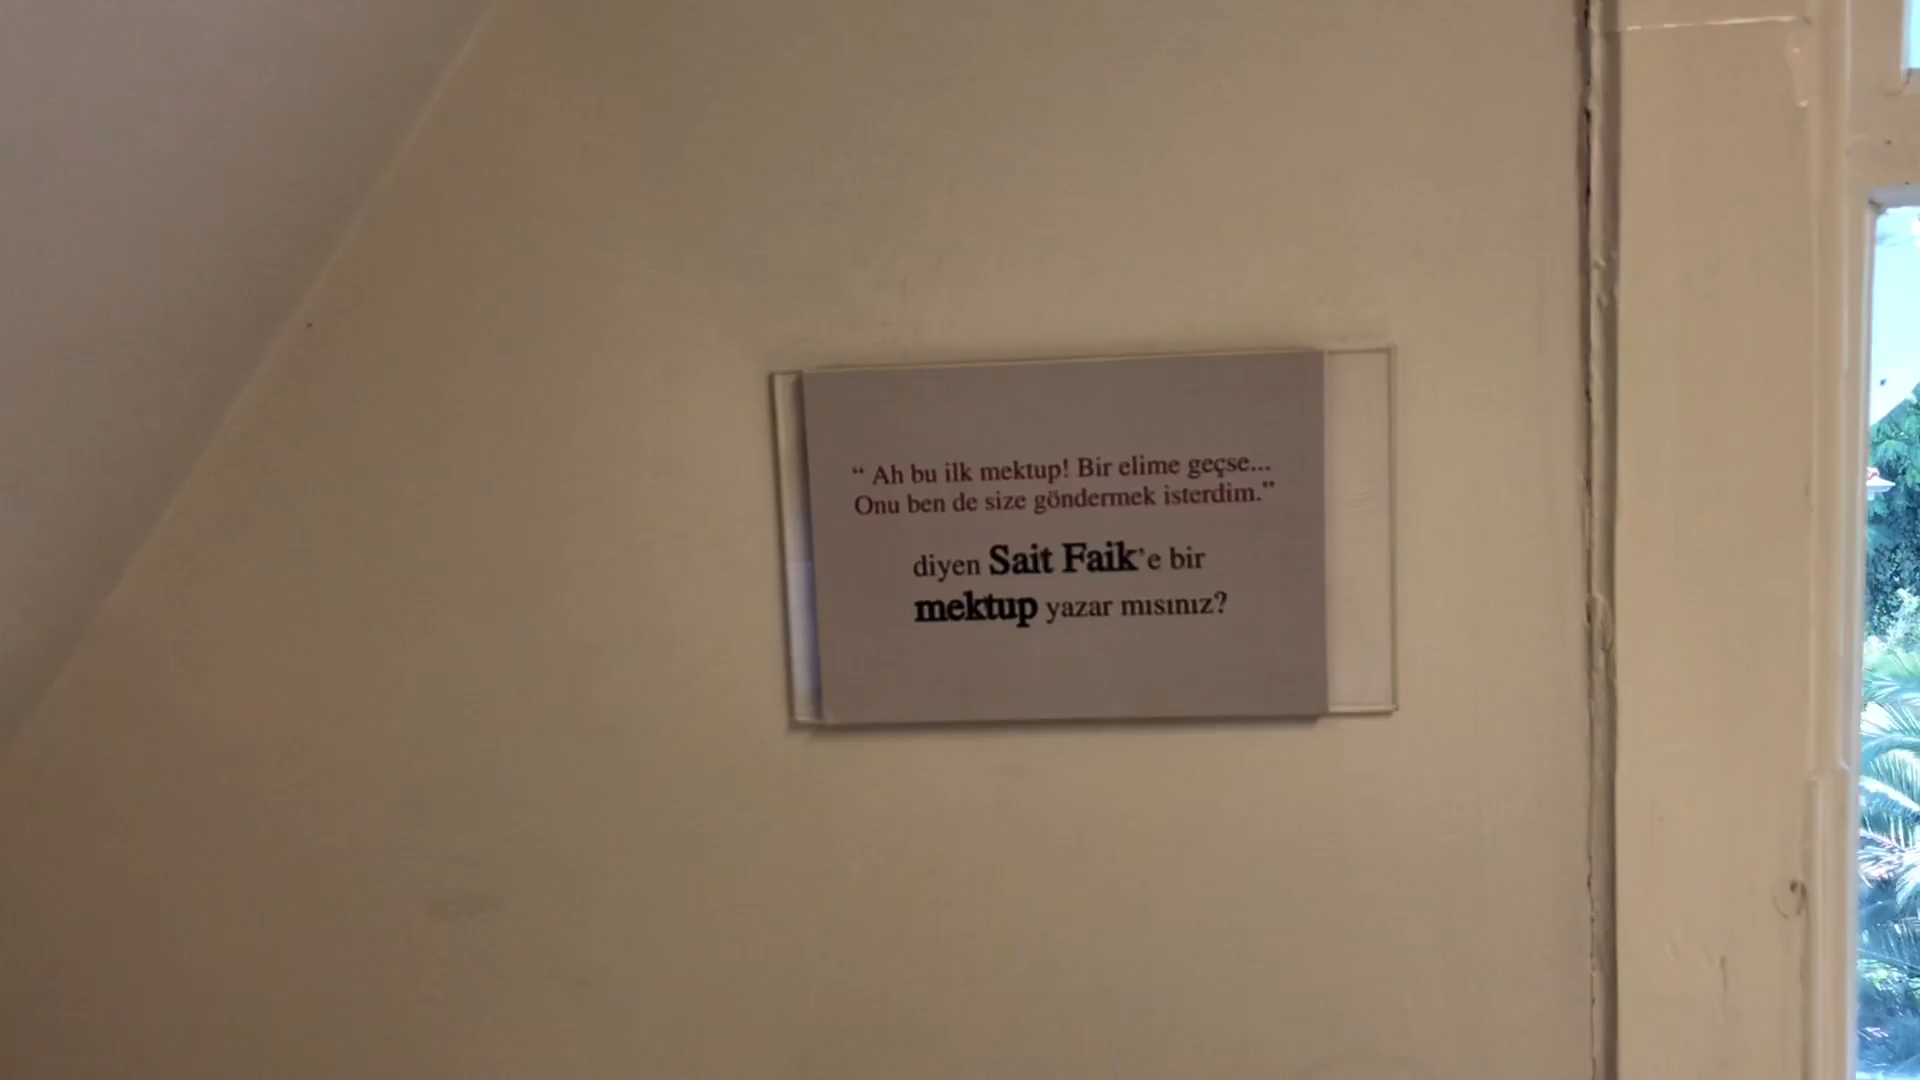 “ Ah bu ilk mektup! Bir elime geçse...
Onu ben de size göndermek isterdim.”
diyen Sait Faik’e bir
mektup yazar mısınız?